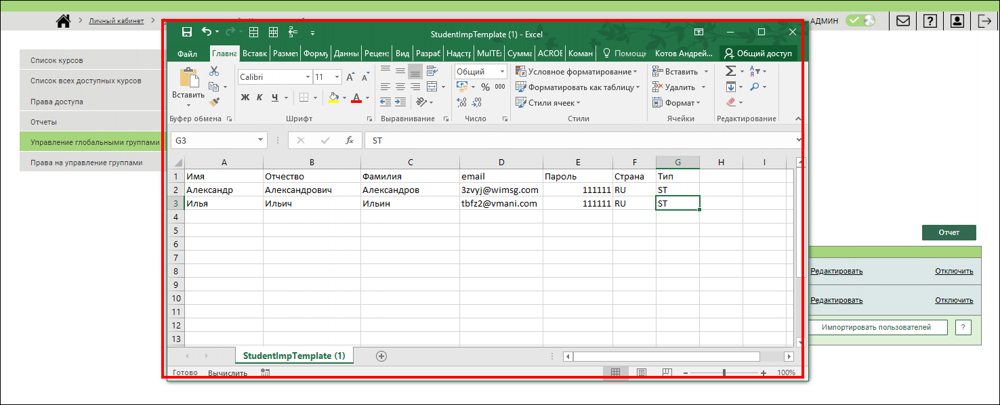 Личный кабинет
АДМИН
Список курсов
Список всех доступных курсов
Права доступа
Отчеты
Управление глобальными группами
Права на управление группами
StudentImpTemplate (1) - Excel
Файл Главна Вставк Размет Форму Данны Реценз Вид Разраб Надстр MulTE Сумма ACROB Коман Помощь Котов Андрей... Общий доступ
Вставить
Буфер обмена
Calibri 11
Ж К Ч
Шрифт
Выравнивание
Общий
% 000
Число
Условное форматирование
Форматировать как таблицу
Стили ячеек
Стили
Вставить
Удалить
Формат
Ячейки
Редактирование
G3 fx ST
A B C D E F G H I
1 Имя Отчество Фамилия email Пароль Страна Тип
2 Александр Александрович Александров 3zvyj@wimsg.com 111111 RU ST
3 Илья Ильич Ильин tbfz2@vmani.com 111111 RU ST
4
5
6
7
8
9
10
11
12
13
StudentImpTemplate (1)
Готово Вычислить 100%
Отчет
Редактировать Отключить
Редактировать Отключить
Импортировать пользователей ?